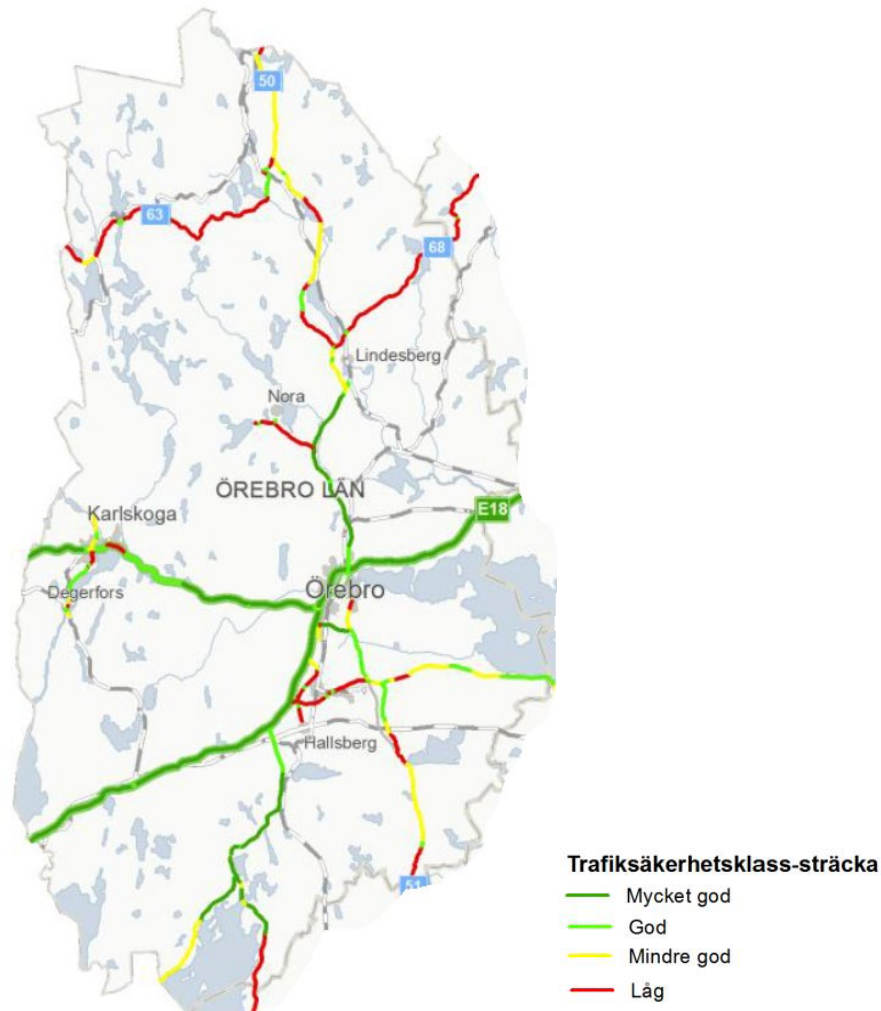 50
63
68
Lindesberg
Nora
ÖREBRO LÄN
Karlskoga
E18
Degerfors
Örebro
Hallsberg
51
Trafiksäkerhetsklass-sträcka
Mycket god
God
Mindre god
Låg